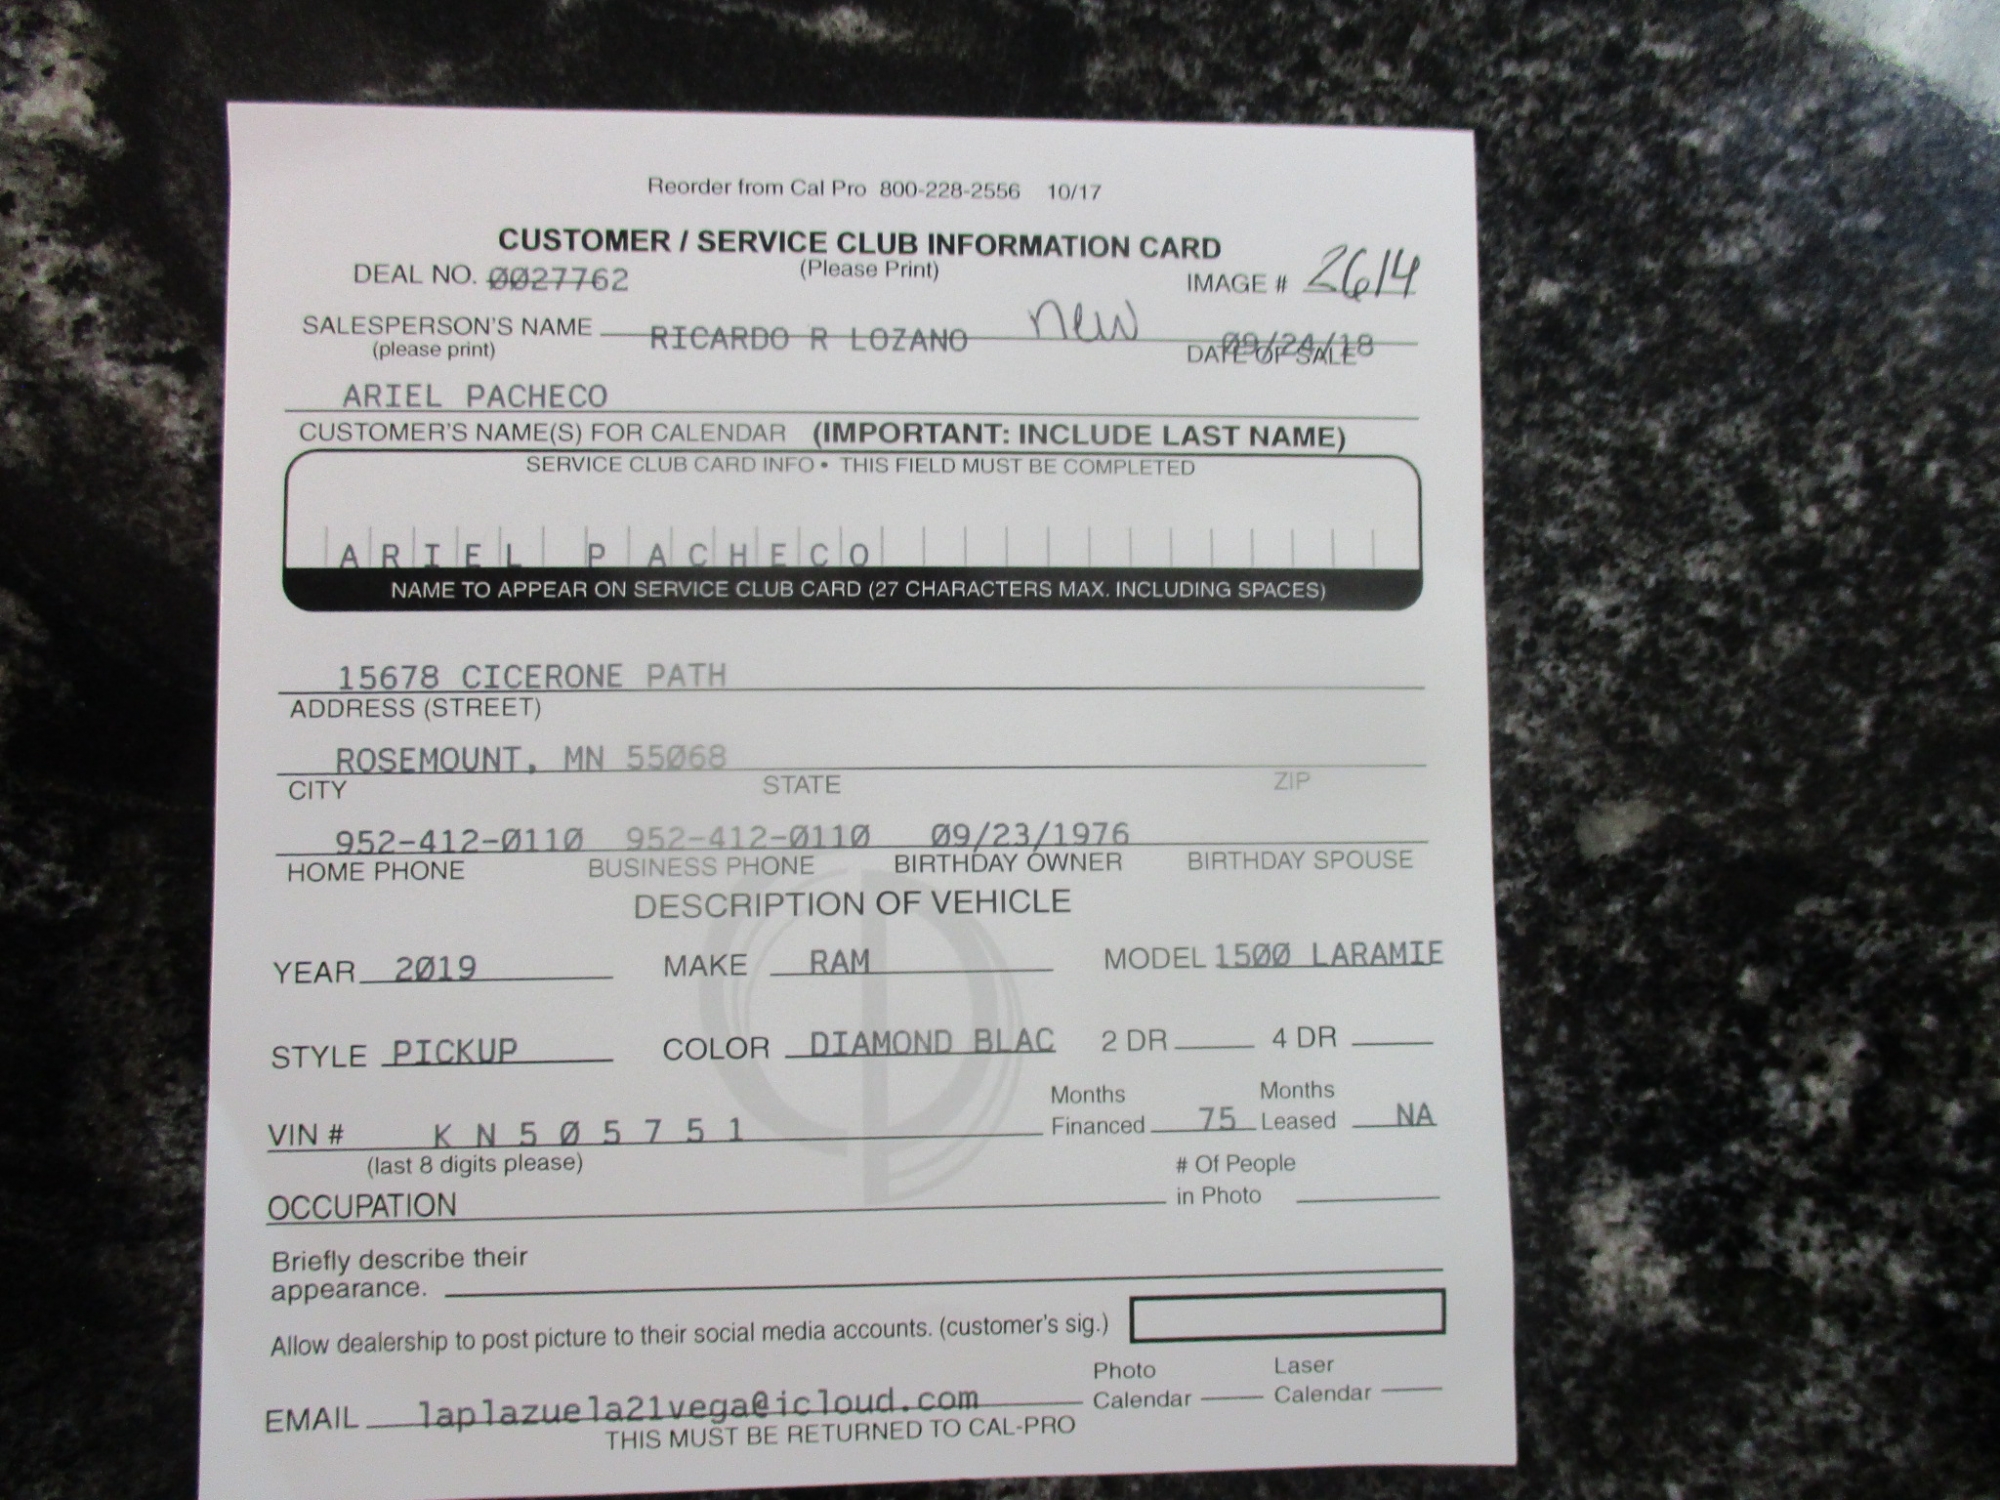 Reorder from Cal Pro 800-228-2556 10/17
CUSTOMER / SERVICE CLUB INFORMATION CARD
DEAL NO. 0027762 (Please Print) IMAGE # 2614
SALESPERSON'S NAME RICARDO R LOZANO new 09/24/18
(please print) DATE OF SALE
ARIEL PACHECO
CUSTOMER'S NAME(S) FOR CALENDAR (IMPORTANT: INCLUDE LAST NAME)
SERVICE CLUB CARD INFO • THIS FIELD MUST BE COMPLETED
ARIEL PACHECO
NAME TO APPEAR ON SERVICE CLUB CARD (27 CHARACTERS MAX. INCLUDING SPACES)
15678 CICERONE PATH
ADDRESS (STREET)
ROSEMOUNT, MN 55068
CITY STATE ZIP
952-412-0110 952-412-0110 09/23/1976
HOME PHONE BUSINESS PHONE BIRTHDAY OWNER BIRTHDAY SPOUSE
DESCRIPTION OF VEHICLE
YEAR 2019 MAKE RAM MODEL 1500 LARAMIE
STYLE PICKUP COLOR DIAMOND BLAC 2 DR 4 DR
Months Months
VIN # K N 5 0 5 7 5 1 Financed 75 Leased NA
(last 8 digits please) # Of People
OCCUPATION in Photo
Briefly describe their
appearance.
Allow dealership to post picture to their social media accounts. (customer's sig.)
Photo Laser
EMAIL laplazuela21vega@icloud.com Calendar Calendar
THIS MUST BE RETURNED TO CAL-PRO